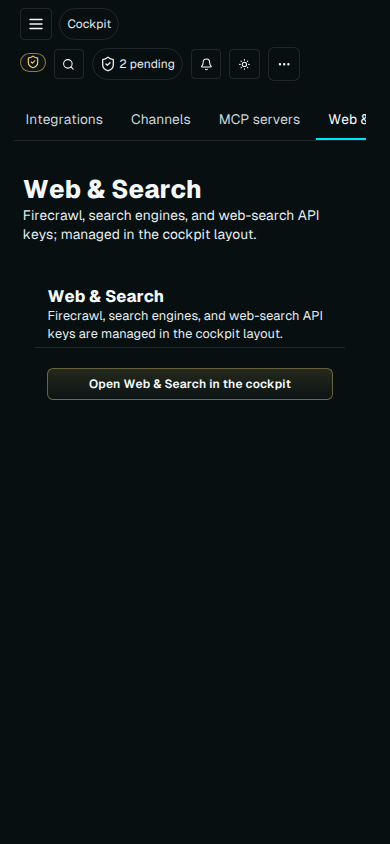 Cockpit
2 pending
Integrations
Channels
MCP servers
Web &
Web & Search
Firecrawl, search engines, and web-search API
keys; managed in the cockpit layout.
Web & Search
Firecrawl, search engines, and web-search API
keys are managed in the cockpit layout.
Open Web & Search in the cockpit